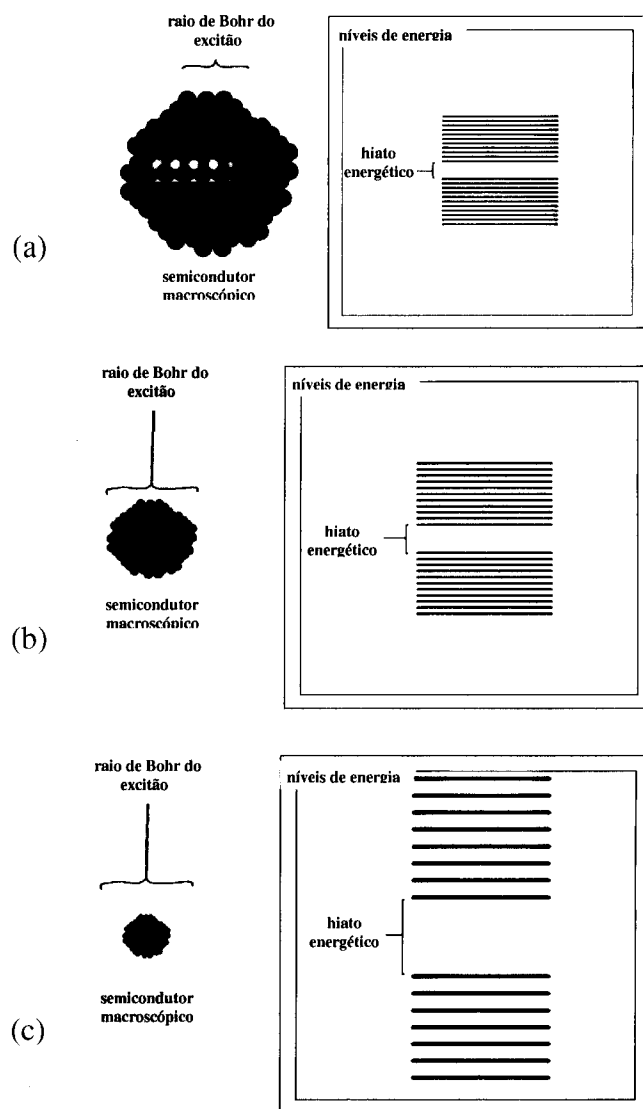 raio de Bohr do
excitão
níveis de energia
hiato
energético
(a)
semicondutor
macroscópico
raio de Bohr do
excitão
níveis de energia
hiato
energético
semicondutor
macroscópico
(b)
raio de Bohr do
excitão
níveis de energia
hiato
energético
semicondutor
macroscópico
(c)